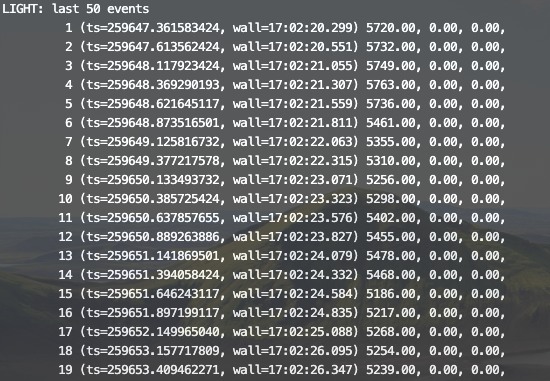 LIGHT: last 50 events
1 (ts=259647.361583424, wall=17:02:20.299) 5720.00, 0.00, 0.00,
2 (ts=259647.613562424, wall=17:02:20.551) 5732.00, 0.00, 0.00,
3 (ts=259648.117923424, wall=17:02:21.055) 5749.00, 0.00, 0.00,
4 (ts=259648.369290193, wall=17:02:21.307) 5763.00, 0.00, 0.00,
5 (ts=259648.621645117, wall=17:02:21.559) 5736.00, 0.00, 0.00,
6 (ts=259648.873516501, wall=17:02:21.811) 5461.00, 0.00, 0.00,
7 (ts=259649.125816732, wall=17:02:22.063) 5355.00, 0.00, 0.00,
8 (ts=259649.377217578, wall=17:02:22.315) 5310.00, 0.00, 0.00,
9 (ts=259650.133493732, wall=17:02:23.071) 5256.00, 0.00, 0.00,
10 (ts=259650.385725424, wall=17:02:23.323) 5298.00, 0.00, 0.00,
11 (ts=259650.637857655, wall=17:02:23.576) 5402.00, 0.00, 0.00,
12 (ts=259650.889263886, wall=17:02:23.827) 5455.00, 0.00, 0.00,
13 (ts=259651.141869501, wall=17:02:24.079) 5478.00, 0.00, 0.00,
14 (ts=259651.394058424, wall=17:02:24.332) 5468.00, 0.00, 0.00,
15 (ts=259651.646243117, wall=17:02:24.584) 5186.00, 0.00, 0.00,
16 (ts=259651.897199117, wall=17:02:24.835) 5217.00, 0.00, 0.00,
17 (ts=259652.149965040, wall=17:02:25.088) 5268.00, 0.00, 0.00,
18 (ts=259653.157717809, wall=17:02:26.095) 5254.00, 0.00, 0.00,
19 (ts=259653.409462271, wall=17:02:26.347) 5239.00, 0.00, 0.00,